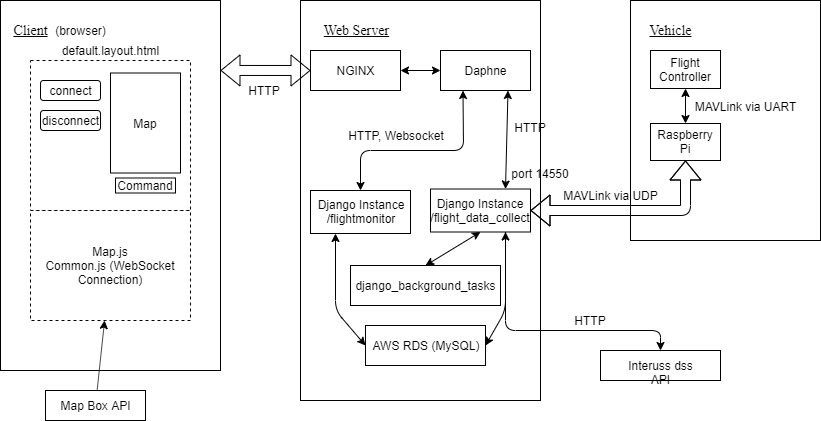 Client (browser)
default.layout.html
connect
disconnect
Map
Command
Map.js
Common.js (WebSocket
Connection)
Map Box API
HTTP
Web Server
NGINX
Daphne
HTTP, Websocket
HTTP
port 14550
Django Instance
/flightmonitor
Django Instance
/flight_data_collect
django_background_tasks
AWS RDS (MySQL)
MAVLink via UDP
HTTP
Interuss dss
API
Vehicle
Flight
Controller
MAVLink via UART
Raspberry
Pi